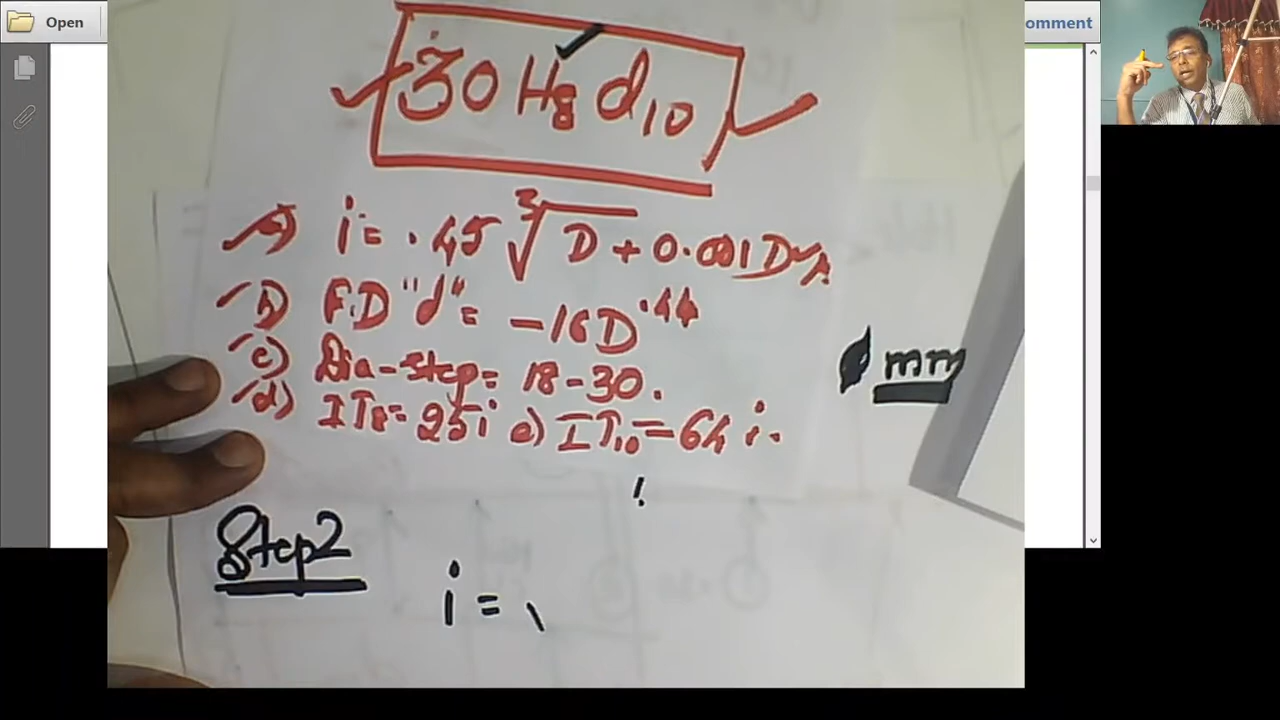 Open
omment
30 H8 d10
a) i = .45 ∛D + 0.001D
b) F.D "d" = -16D^.44
mm
c) Dia-Step = 18-30.
d) IT8 = 25i e) IT10 = 64 i.
Step2
i =